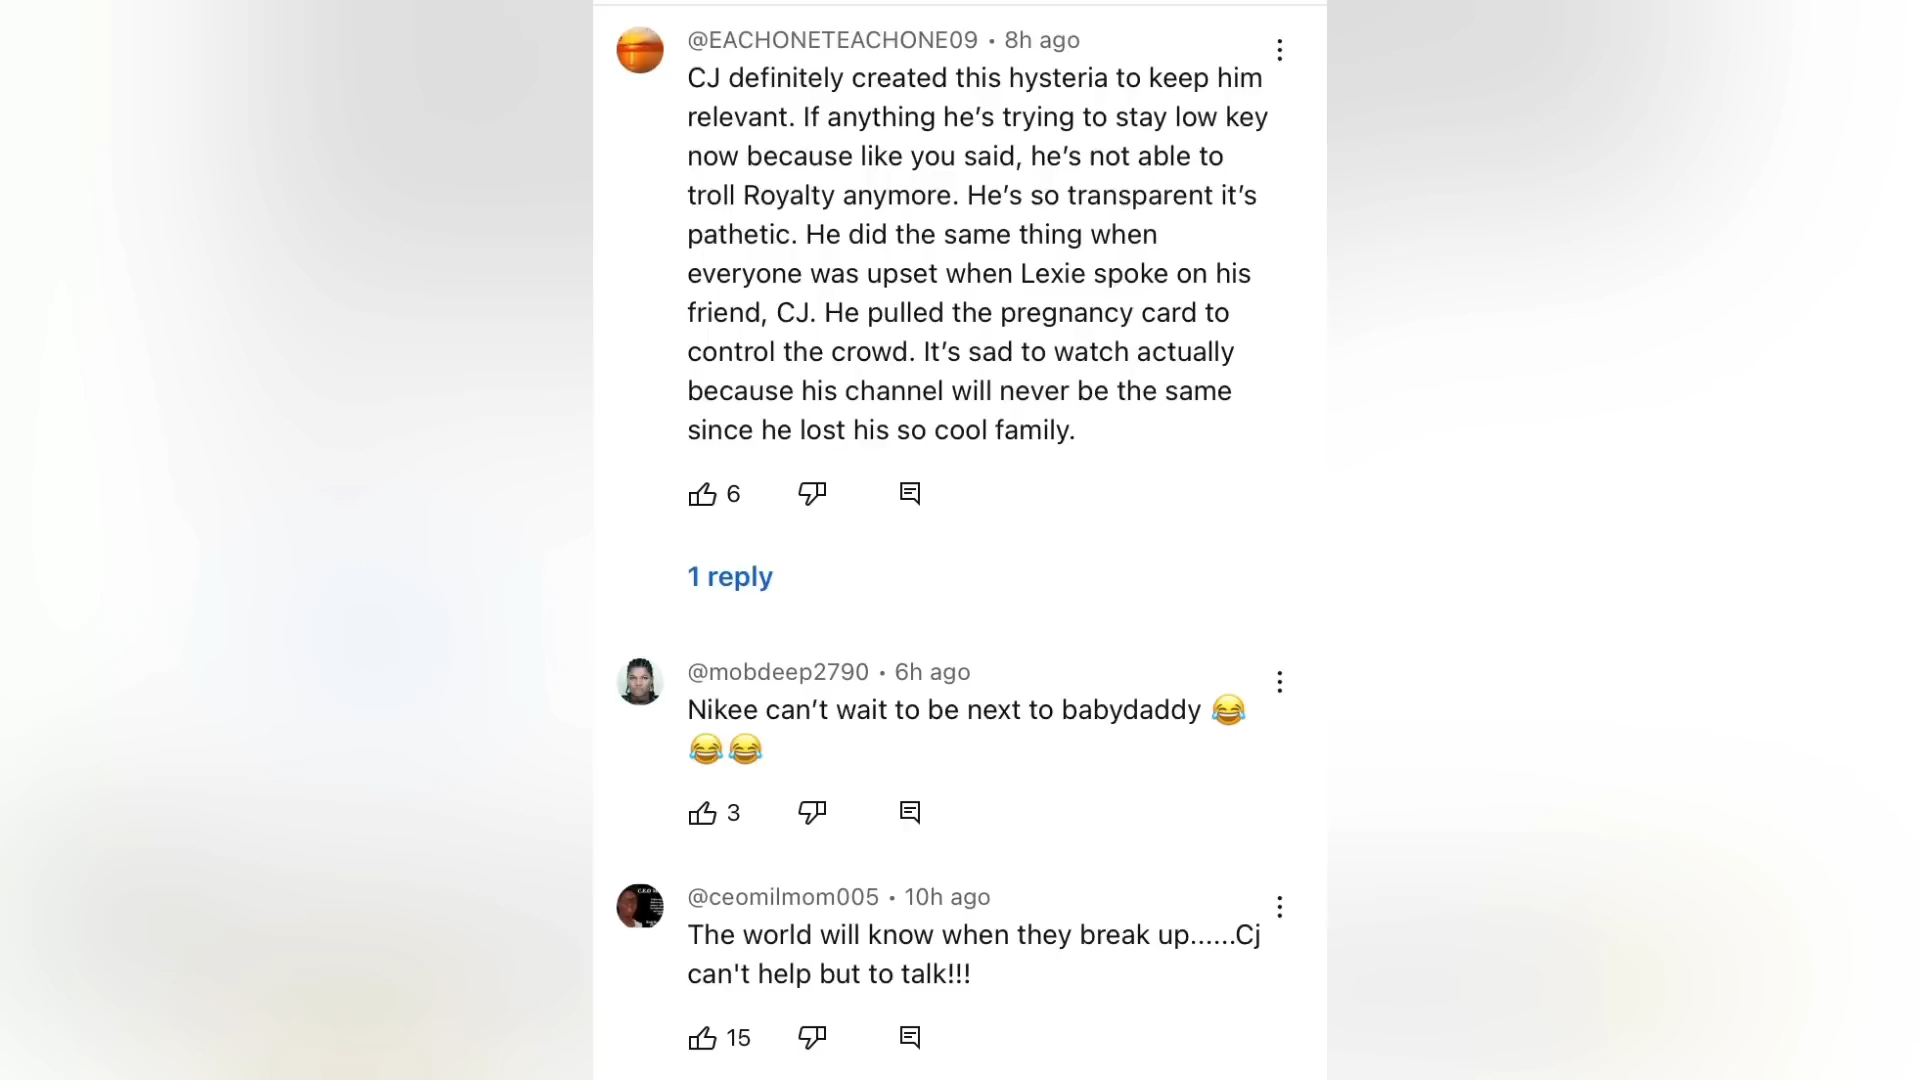 @EACHONETEACHONE09 • 8h ago
CJ definitely created this hysteria to keep him
relevant. If anything he’s trying to stay low key
now because like you said, he’s not able to
troll Royalty anymore. He’s so transparent it’s
pathetic. He did the same thing when
everyone was upset when Lexie spoke on his
friend, CJ. He pulled the pregnancy card to
control the crowd. It’s sad to watch actually
because his channel will never be the same
since he lost his so cool family.
6
1 reply
@mobdeep2790 • 6h ago
Nikee can’t wait to be next to babydaddy 😂
😂😂
3
@ceomilmom005 • 10h ago
The world will know when they break up......Cj
can't help but to talk!!!
15